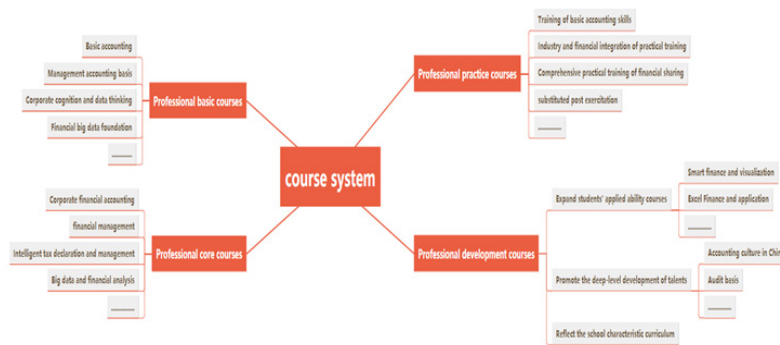 Basic accounting
Management accounting basis
Corporate cognition and data thinking
Financial big data foundation
Professional basic courses
Corporate financial accounting
financial management
Intelligent tax declaration and management
Big data and financial analysis
Professional core courses
course system
Training of basic accounting skills
Industry and financial integration of practical training
Comprehensive practical training of financial sharing
substituted post exercitation
Professional practice courses
Professional development courses
Expand students' applied ability courses
Smart finance and visualization
Excel Finance and application
Promote the deep-level development of talents
Accounting culture in Chin
Audit basis
Reflect the school characteristic curriculum